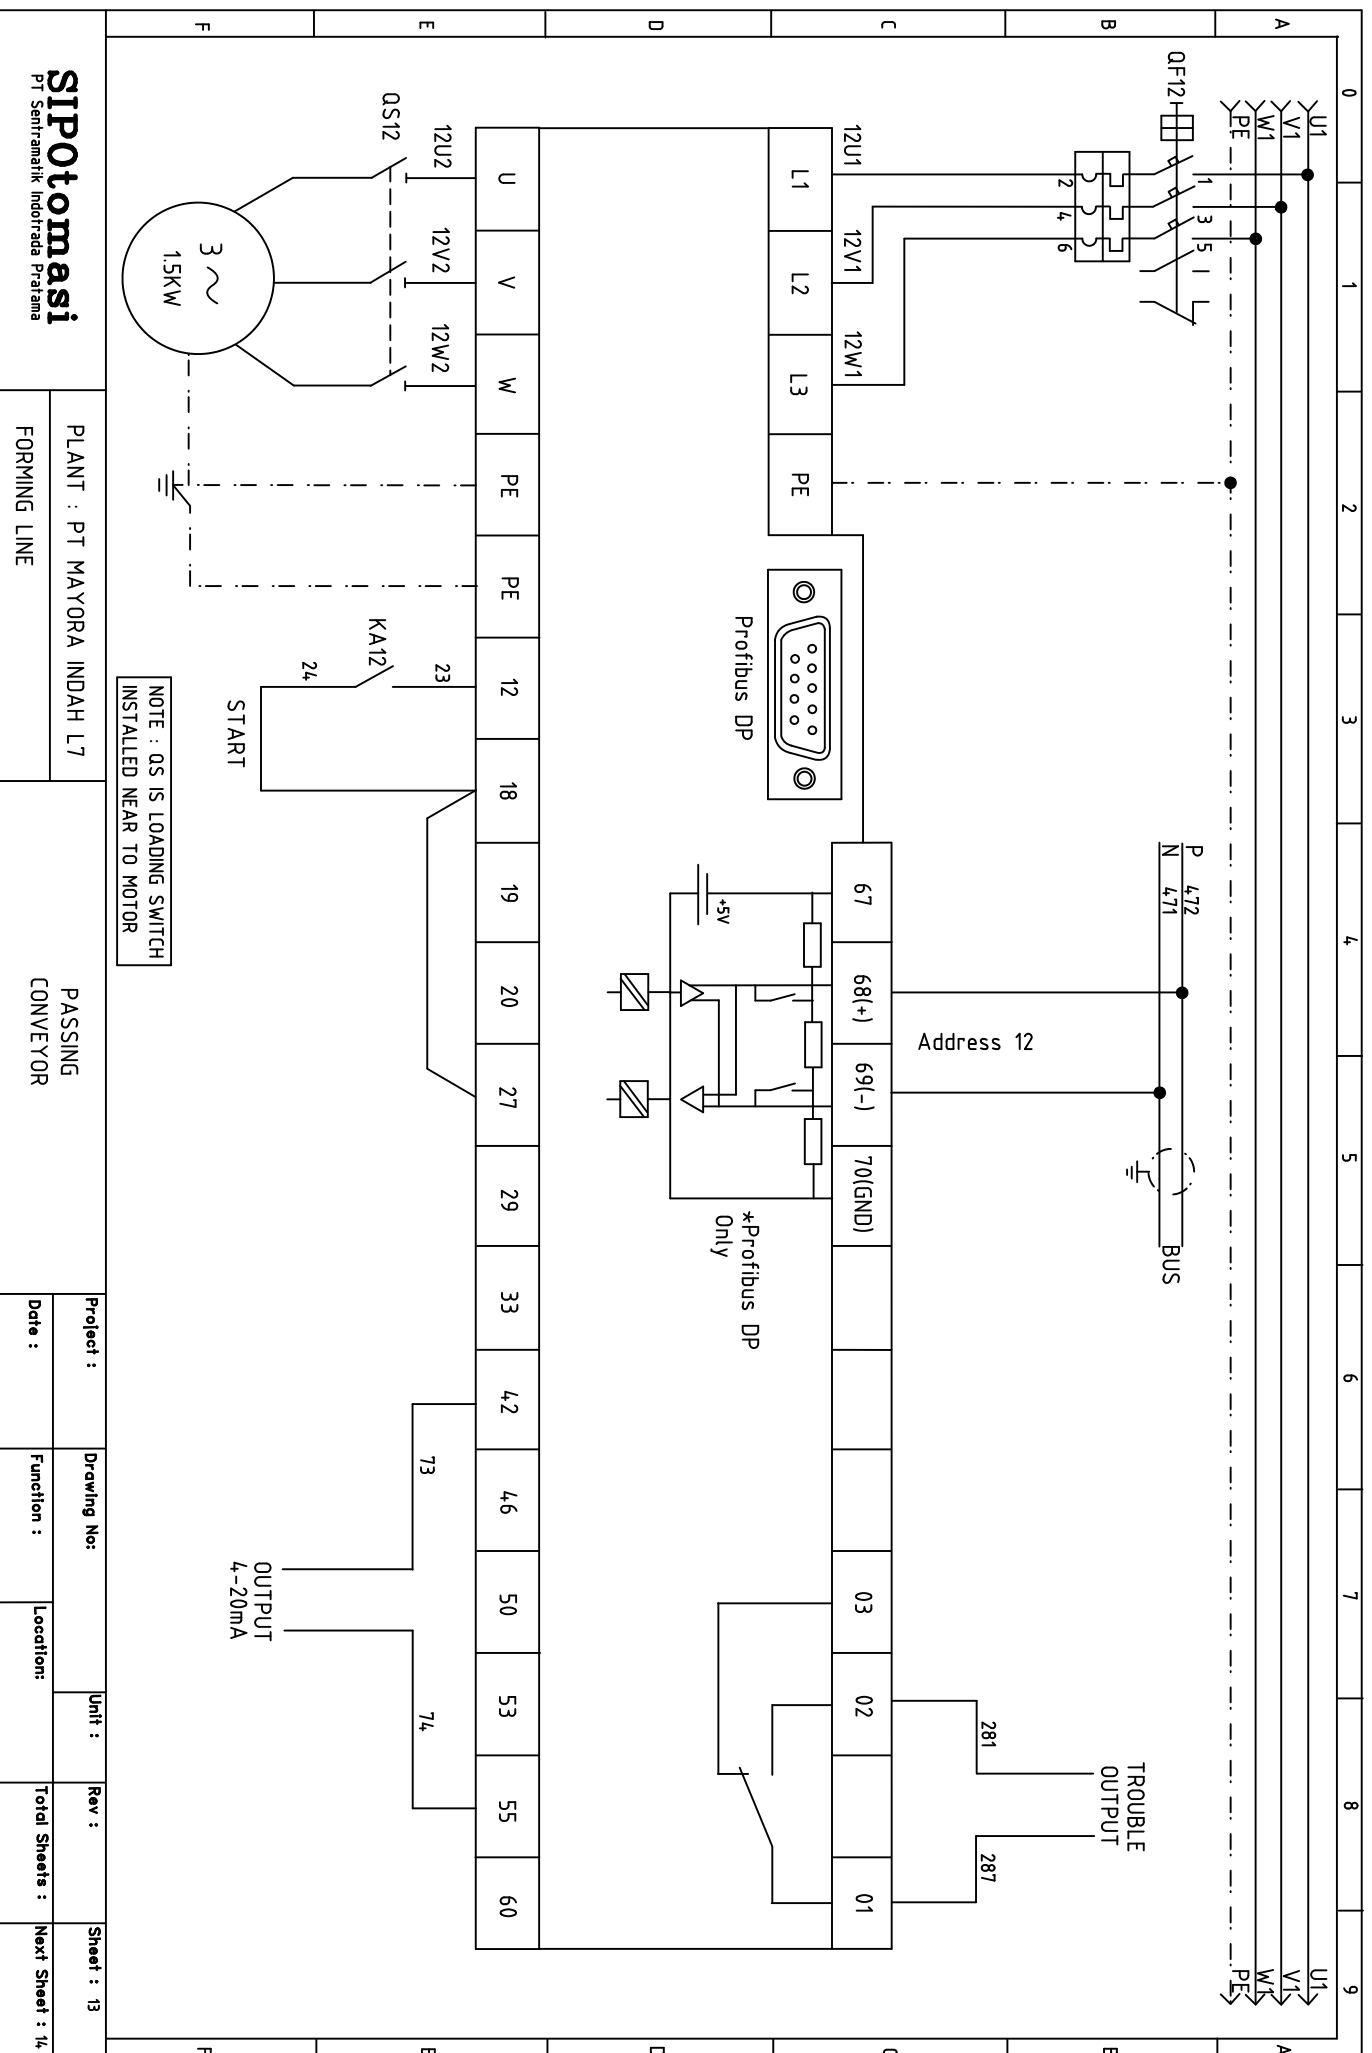 0
1
2
3
4
5
6
7
8
9
A
B
C
D
E
F
U1
V1
W1
PE
U1
V1
W1
PE
QF12
1
3
5
2
4
6
P 472
N 471
BUS
Address 12
TROUBLE
OUTPUT
281
287
12U1
12V1
12W1
L1
L2
L3
PE
67
68(+)
69(-)
70(GND)
03
02
01
Profibus DP
+5V
*Profibus DP
Only
U
V
W
PE
PE
12
18
19
20
27
29
33
42
46
50
53
55
60
12U2
12V2
12W2
QS12
23
KA12
24
START
73
74
OUTPUT
4-20mA
3 ~
1.5KW
NOTE : QS IS LOADING SWITCH
INSTALLED NEAR TO MOTOR
SIPOtomasi
PT Sentramatik Indotrada Pratama
PLANT : PT MAYORA INDAH L7
FORMING LINE
PASSING
CONVEYOR
Project :
Drawing No:
Unit :
Rev :
Sheet : 13
Date :
Function :
Location:
Total Sheets :
Next Sheet : 14